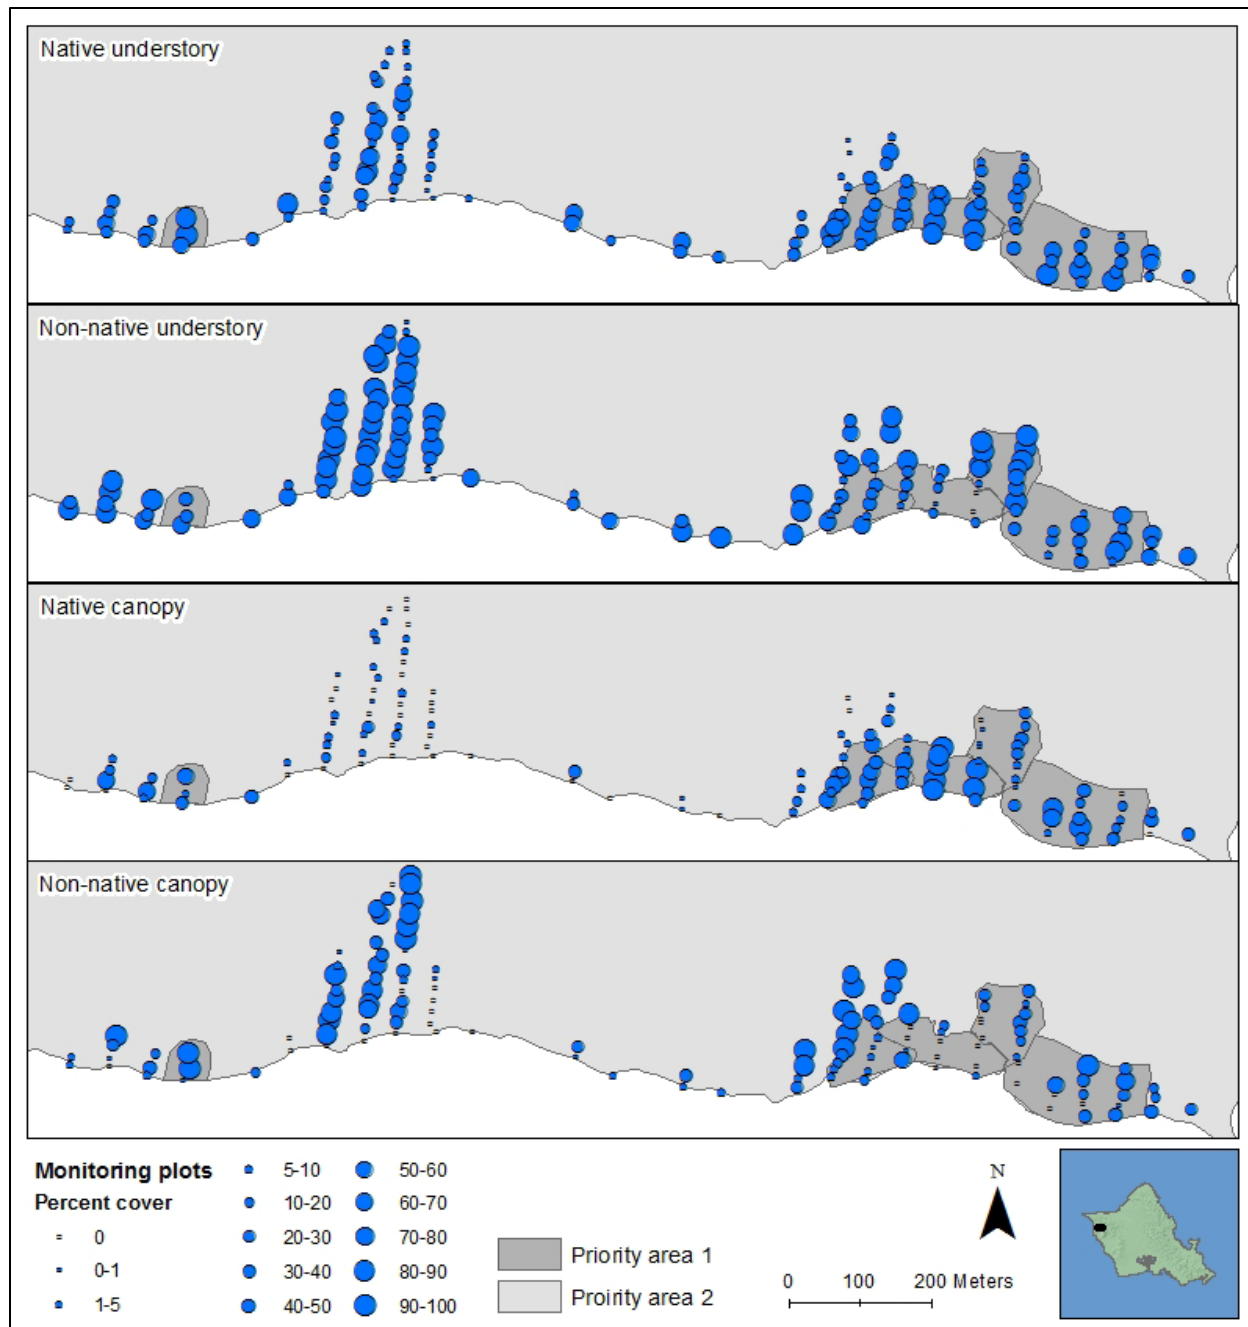 Native understory
Non-native understory
Native canopy
Non-native canopy
Monitoring plots
Percent cover
0
0-1
1-5
5-10
10-20
20-30
30-40
40-50
50-60
60-70
70-80
80-90
90-100
Priority area 1
Proirity area 2
N
0 100 200 Meters